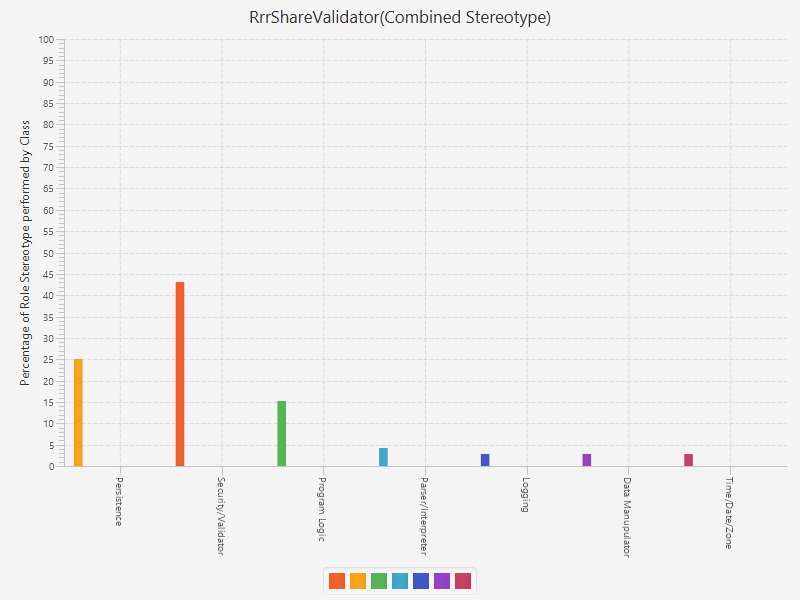 RrrShareValidator(Combined Stereotype)
Percentage of Role Stereotype performed by Class
100
95
90
85
80
75
70
65
60
55
50
45
40
35
30
25
20
15
10
5
0
Persistence
Security/Validator
Program Logic
Parser/Interpreter
Logging
Data Manupulator
Time/Date/Zone